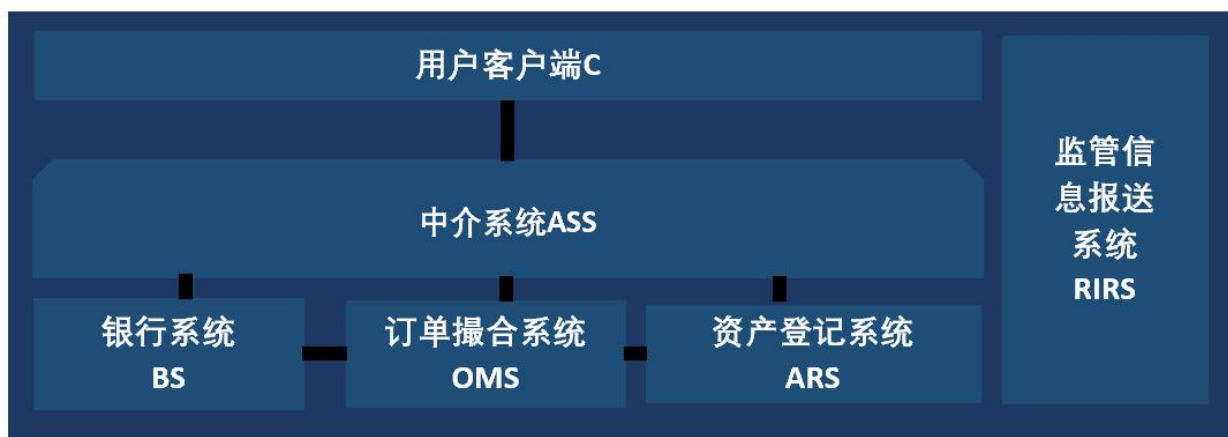 用户客户端C
中介系统ASS
银行系统
BS
订单撮合系统
OMS
资产登记系统
ARS
监管信
息报送
系统
RIRS